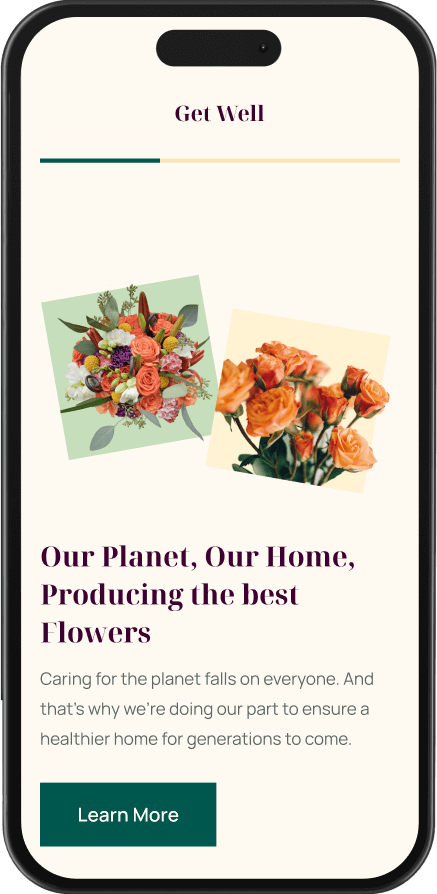 Get Well
Our Planet, Our Home,
Producing the best
Flowers
Caring for the planet falls on everyone. And
that's why we're doing our part to ensure a
healthier home for generations to come.
Learn More